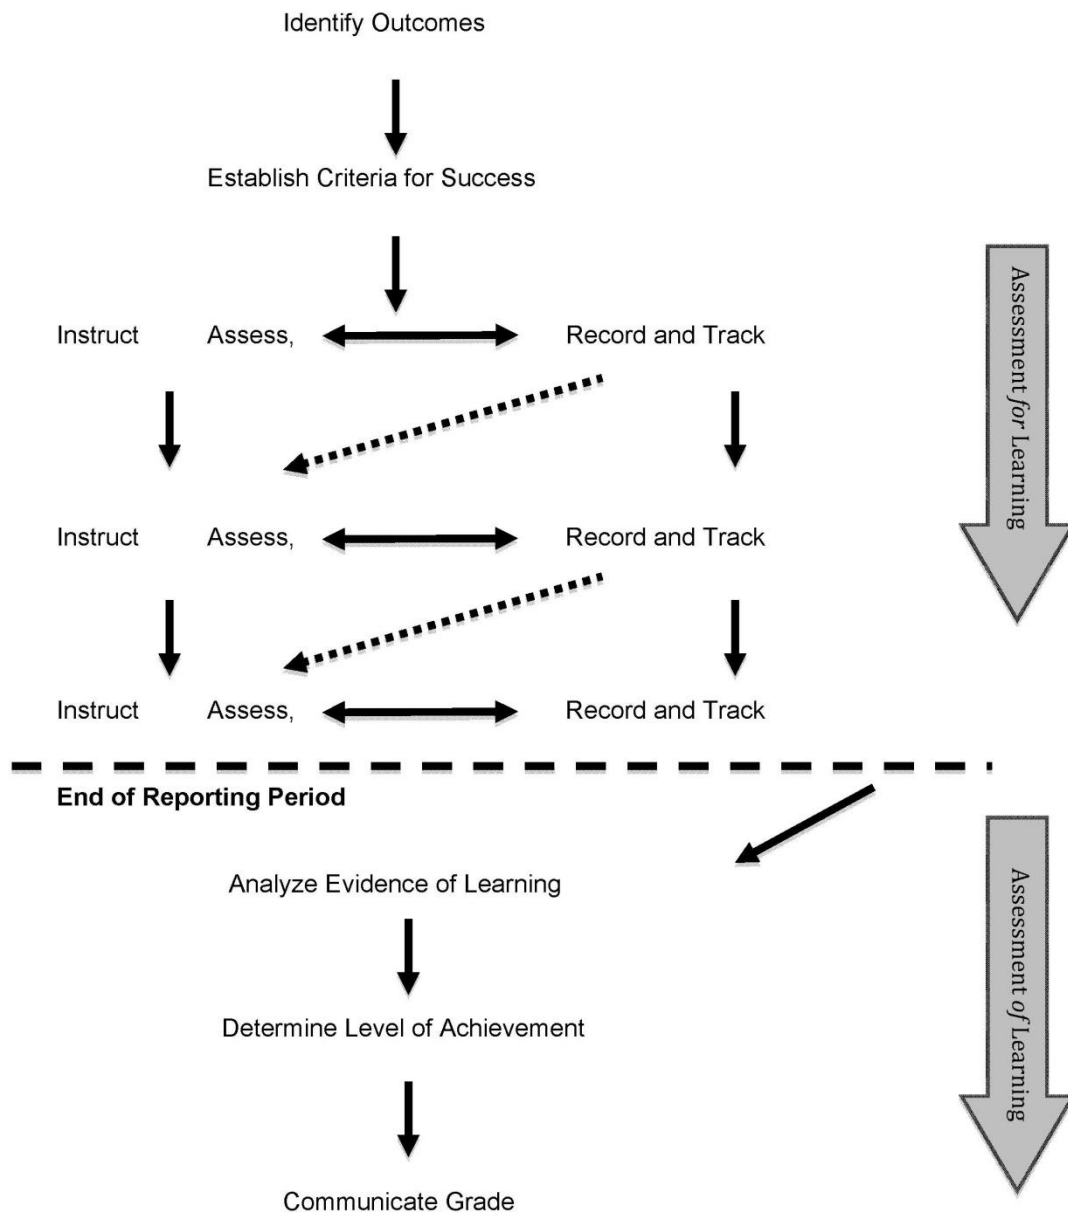 Identify Outcomes
Establish Criteria for Success
Instruct Assess, Record and Track
Assessment for Learning
Instruct Assess, Record and Track
Instruct Assess, Record and Track
End of Reporting Period
Analyze Evidence of Learning
Assessment of Learning
Determine Level of Achievement
Communicate Grade